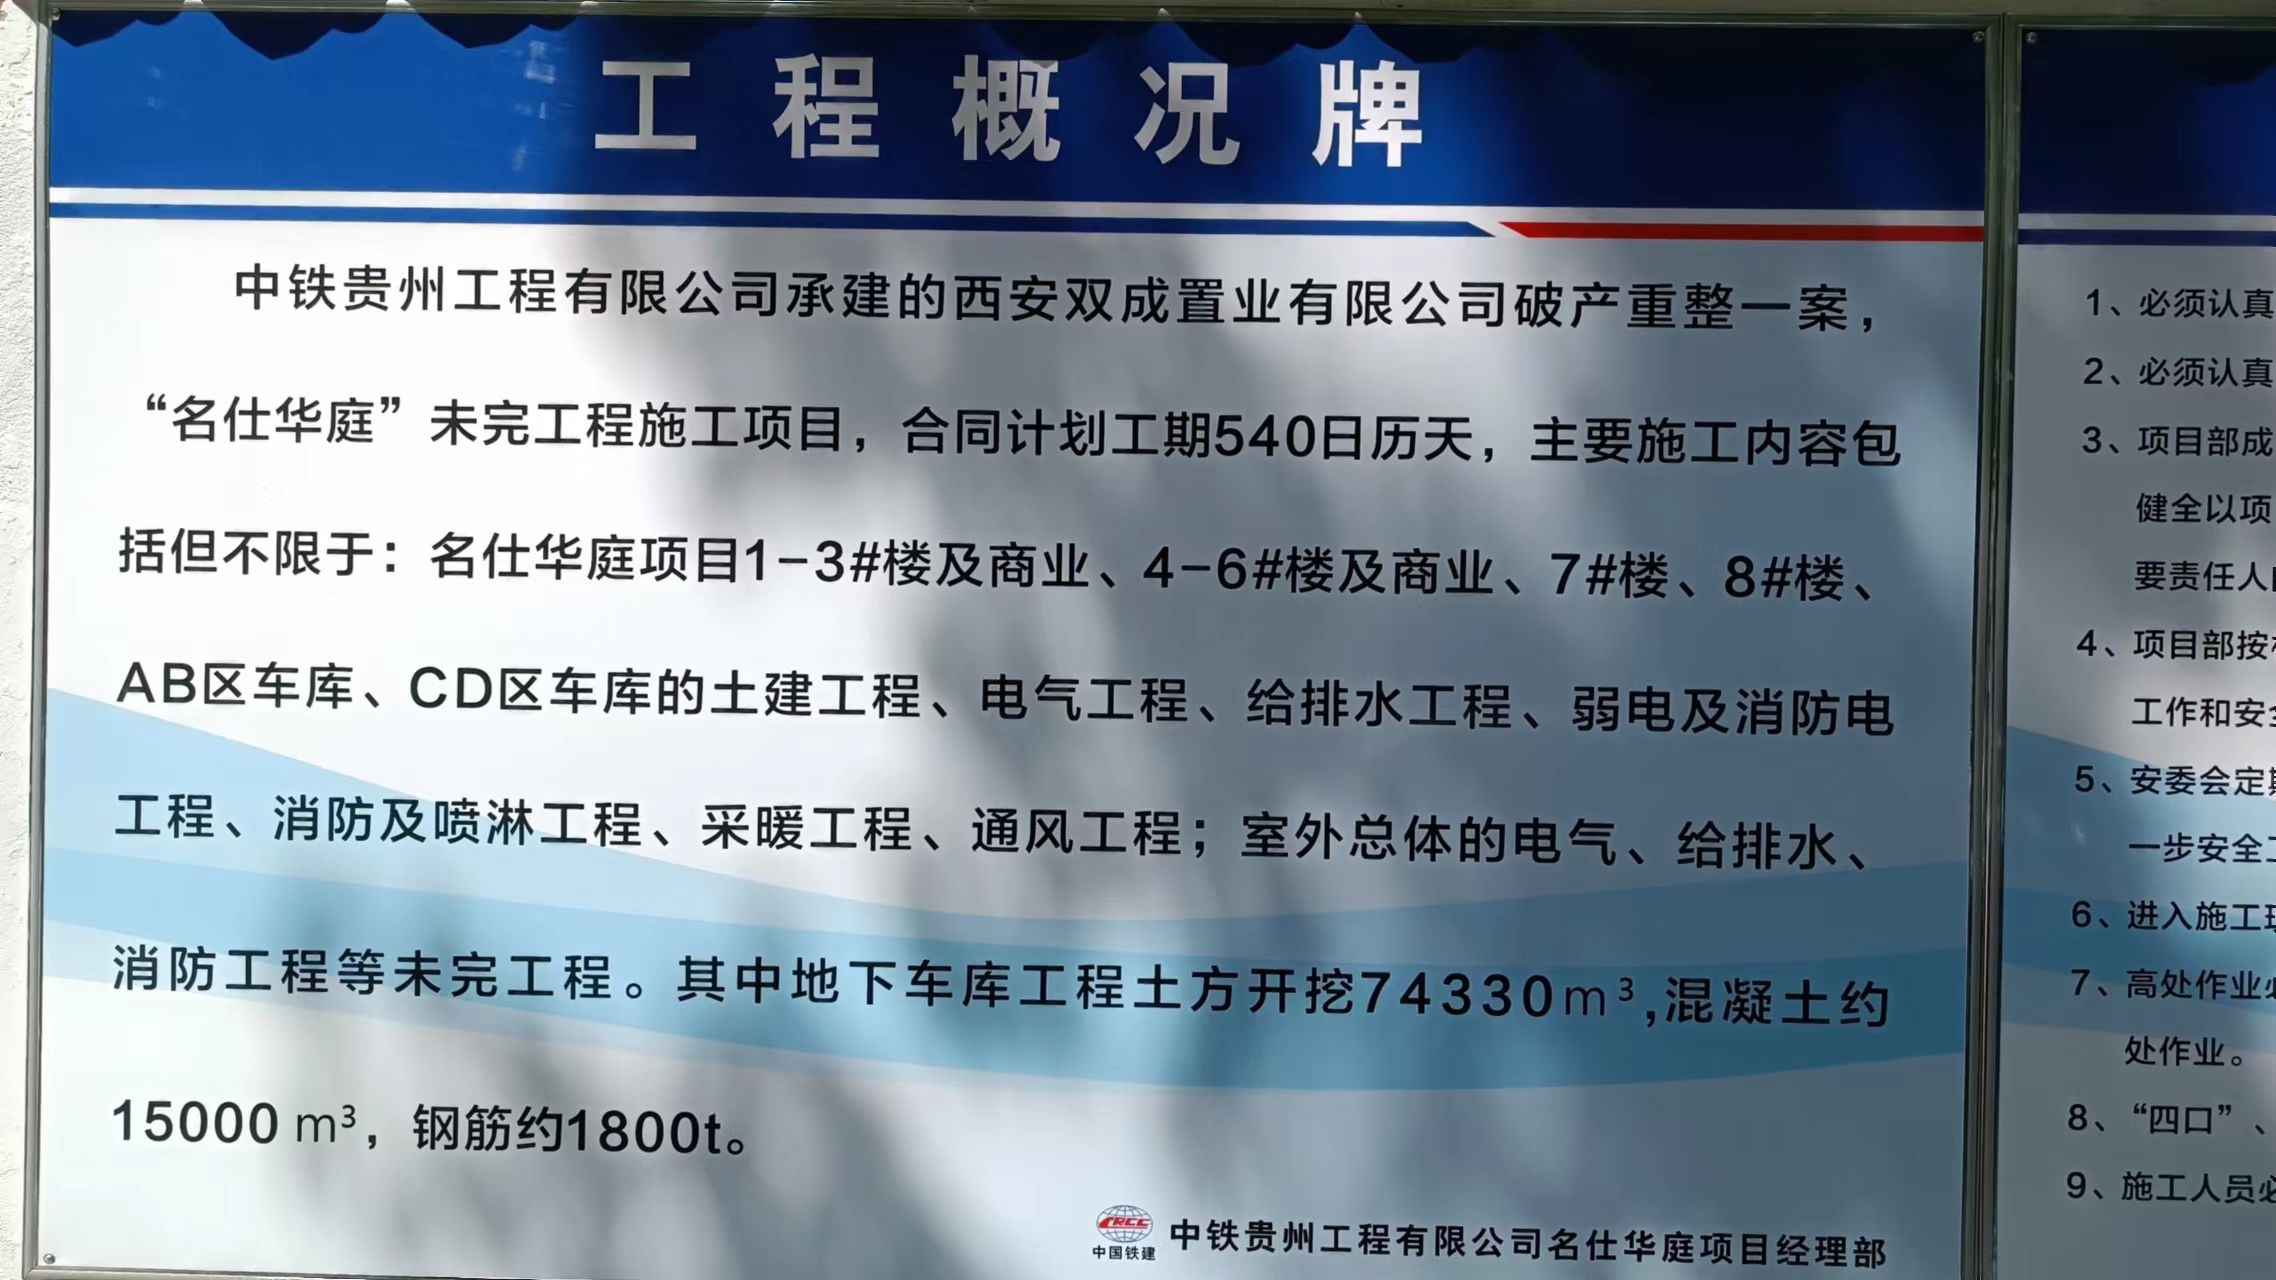 工程概况牌
中铁贵州工程有限公司承建的西安双成置业有限公司破产重整一案，
“名仕华庭”未完工程施工项目，合同计划工期540日历天，主要施工内容包
括但不限于：名仕华庭项目1-3#楼及商业、4-6#楼及商业、7#楼、8#楼、
AB区车库、CD区车库的土建工程、电气工程、给排水工程、弱电及消防电
工程、消防及喷淋工程、采暖工程、通风工程；室外总体的电气、给排水、
消防工程等未完工程。其中地下车库工程土方开挖74330m³,混凝土约
15000m³，钢筋约1800t。
CRCC
中国铁建
中铁贵州工程有限公司名仕华庭项目经理部
1、必须认真
2、必须认真
3、项目部成
健全以项
要责任人
4、项目部按
工作和安
5、安委会定
一步安全
6、进入施工
7、高处作业
处作业。
8、“四口”、
9、施工人员